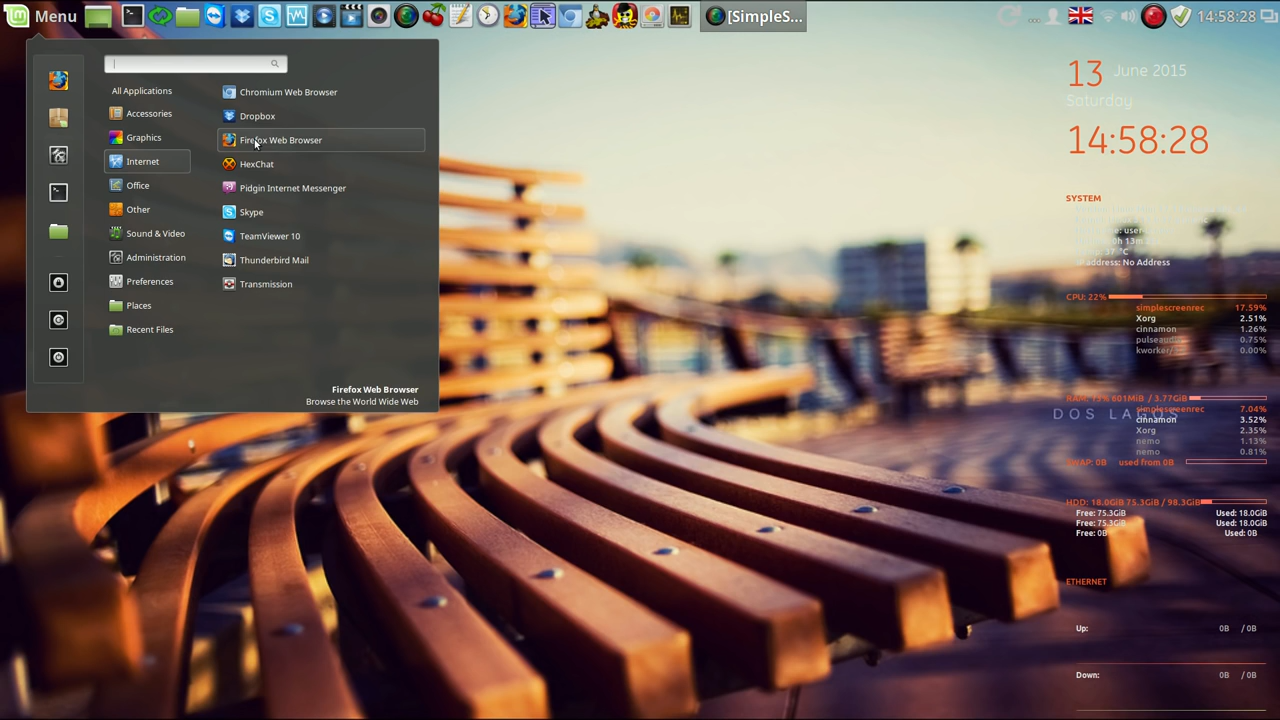 Menu
[SimpleS...
14:58:28
All Applications
Accessories
Graphics
Internet
Office
Other
Sound & Video
Administration
Preferences
Places
Recent Files
Chromium Web Browser
Dropbox
Firefox Web Browser
HexChat
Pidgin Internet Messenger
Skype
TeamViewer 10
Thunderbird Mail
Transmission
Firefox Web Browser
Browse the World Wide Web
13 June 2015
Saturday
14:58:28
SYSTEM
address: No Address
CPU: 22%
simplescreenrec 17.59%
Xorg 2.51%
cinnamon 1.26%
pulseaudio 0.75%
kworker/ 0.00%
601MiB / 3.77GiB
DOS LA
simplescreenrec 7.04%
cinnamon 3.52%
Xorg 2.35%
nemo 1.13%
nemo 0.81%
SWAP: 0B used from 0B
HDD: 18.0GiB 75.3GiB / 98.3GiB
Free: 75.3GiB Used: 18.0GiB
Free: 75.3GiB Used: 18.0GiB
Free: 0B Used: 0B
ETHERNET
Up: 0B / 0B
Down: 0B / 0B